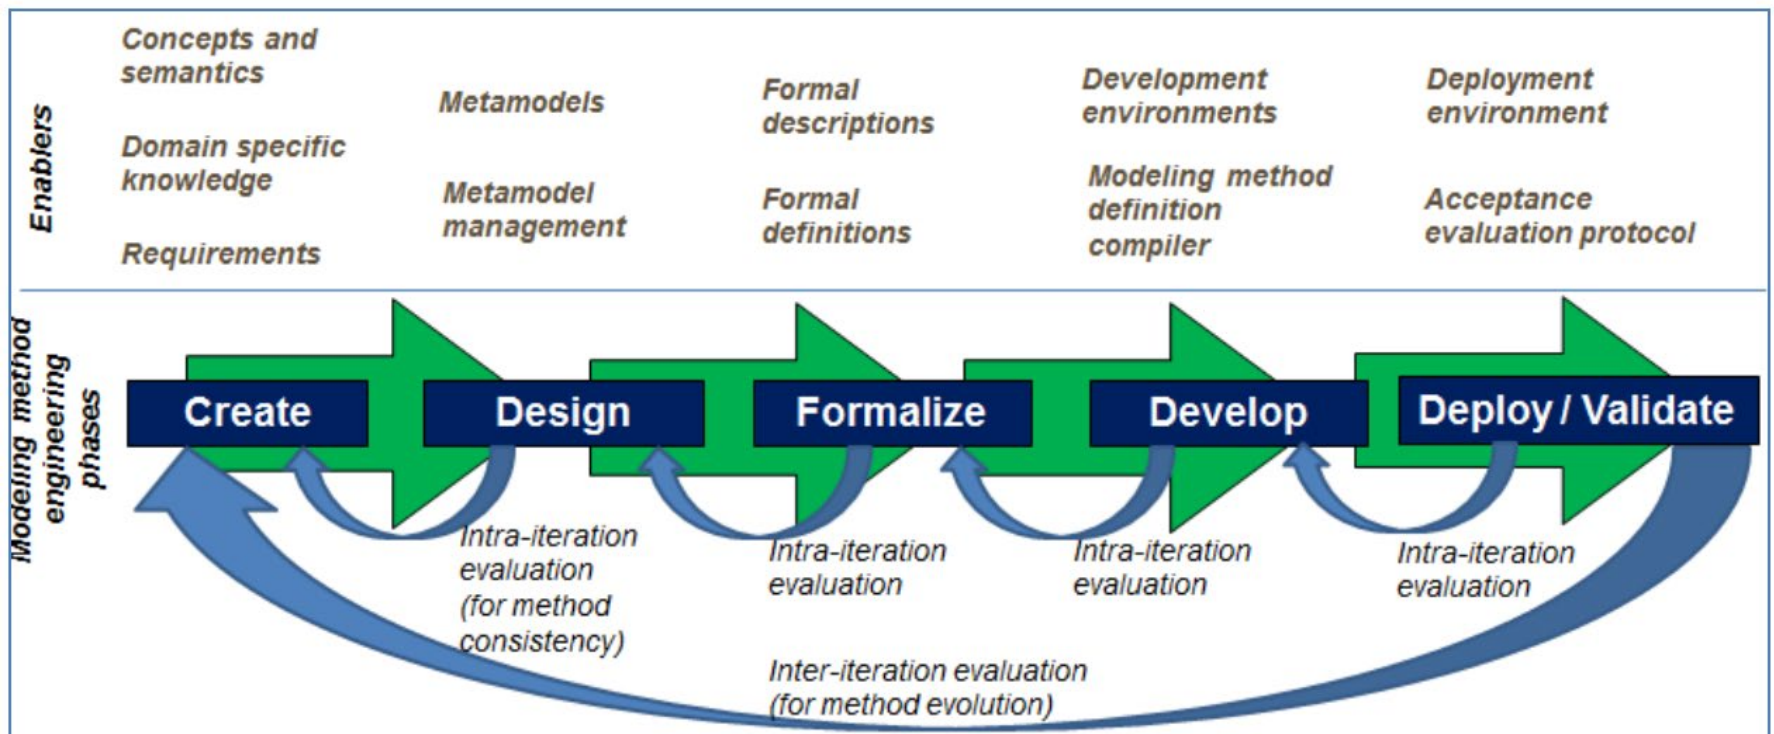 Enablers
Concepts and
semantics
Domain specific
knowledge
Requirements
Metamodels
Metamodel
management
Formal
descriptions
Formal
definitions
Development
environments
Modeling method
definition
compiler
Deployment
environment
Acceptance
evaluation protocol
Modeling method
engineering
phases
Create
Design
Formalize
Develop
Deploy / Validate
Intra-iteration
evaluation
(for method
consistency)
Intra-iteration
evaluation
Intra-iteration
evaluation
Intra-iteration
evaluation
Inter-iteration evaluation
(for method evolution)